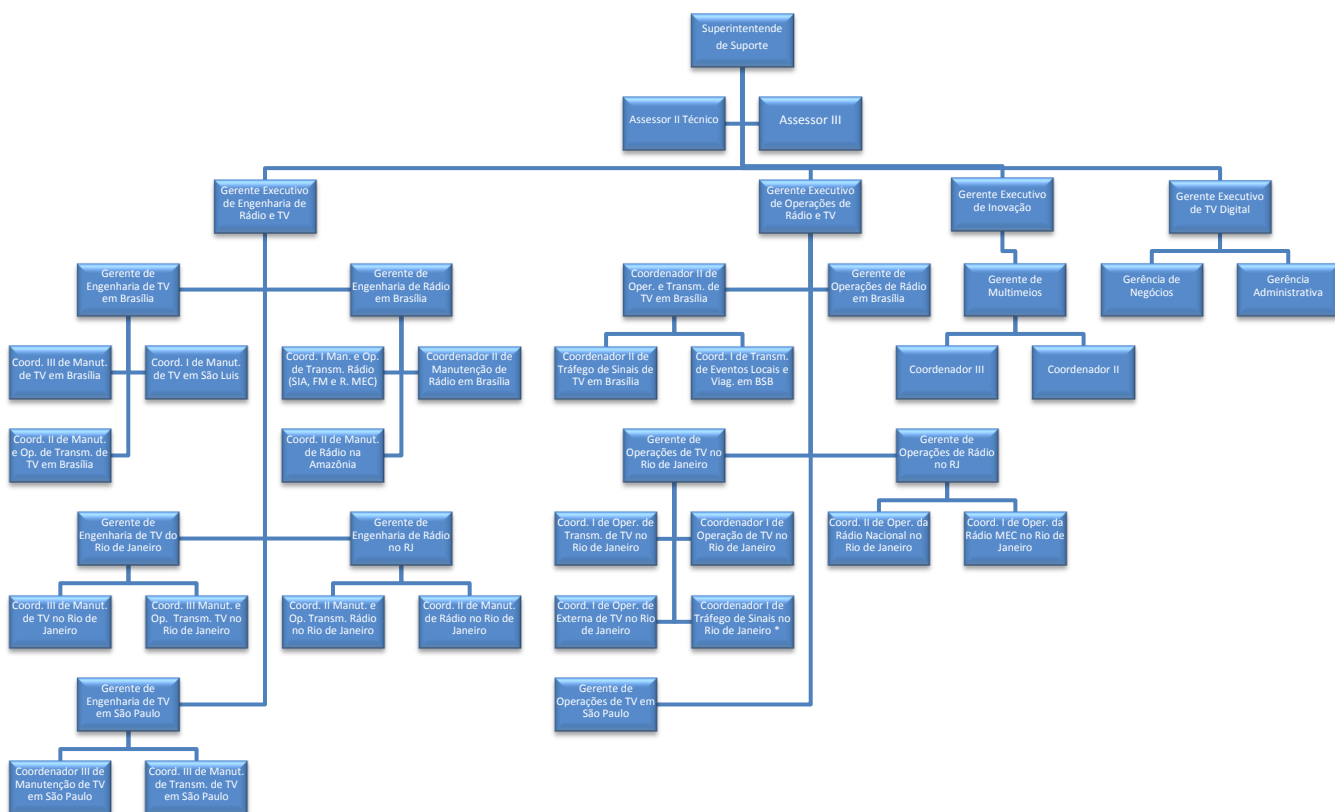 Superintendende
de Suporte
Assessor II Técnico
Assessor III
Gerente Executivo
de Engenharia de
Rádio e TV
Gerente Executivo
de Operações de
Rádio e TV
Gerente Executivo
de Inovação
Gerente Executivo
de TV Digital
Gerente de
Engenharia de TV
em Brasília
Gerente de
Engenharia de Rádio
em Brasília
Coordenador II de
Oper. e Transm. de
TV em Brasília
Gerente de
Operações de Rádio
em Brasília
Gerente de
Multimeios
Gerência de
Negócios
Gerência
Administrativa
Coord. III de Manut.
de TV em Brasília
Coord. I de Manut.
de TV em São Luis
Coord. I Man. e Op.
de Transm. Rádio
(SIA, FM e R. MEC)
Coordenador II de
Manutenção de
Rádio em Brasília
Coordenador II de
Tráfego de Sinais
de TV em Brasília
Coord. I de Transm.
de Eventos Locais e
Viag. em BSB
Coordenador III
Coordenador II
Coord. II de Manut.
e Op. de Transm. de
TV em Brasília
Coord. II de Manut.
de Rádio na
Amazônia
Gerente de
Operações de TV no
Rio de Janeiro
Gerente de
Operações de Rádio
no RJ
Gerente de
Engenharia de TV do
Rio de Janeiro
Gerente de
Engenharia de Rádio
no RJ
Coord. I de Oper. de
Transm. de TV no
Rio de Janeiro
Coordenador I de
Operação de TV no
Rio de Janeiro
Coord. II de Oper. da
Rádio Nacional no
Rio de Janeiro
Coord. I de Oper. da
Rádio MEC no Rio de
Janeiro
Coord. III de Manut.
de TV no Rio de
Janeiro
Coord. III Manut. e
Op. Transm. TV no
Rio de Janeiro
Coord. II Manut. e
Op. Transm. Rádio
no Rio de Janeiro
Coord. II de Manut.
de Rádio no Rio de
Janeiro
Coord. I de Oper. de
Externa de TV no Rio
de Janeiro
Coordenador I de
Tráfego de Sinais no
Rio de Janeiro *
Gerente de
Engenharia de TV
em São Paulo
Gerente de
Operações de TV em
São Paulo
Coordenador III de
Manutenção de TV
em São Paulo
Coord. III de Manut.
de Transm. de TV
em São Paulo